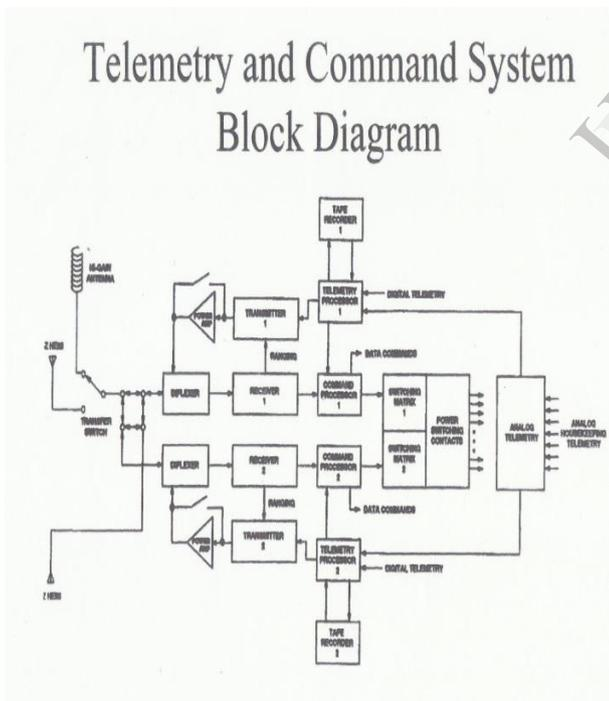 Telemetry and Command System
Block Diagram
TAPE
RECORDER
1
HI-GAIN
ANTENNA
TELEMETRY
PROCESSOR
1
DIGITAL TELEMETRY
POWER
AMP
TRANSMITTER
1
RANGING
DATA COMMANDS
Z HEMI
TRANSFER
SWITCH
DIPLEXER
RECEIVER
1
COMMAND
PROCESSOR
1
SWITCHING
MATRIX
1
POWER
SWITCHING
CONTACTS
ANALOG
TELEMETRY
ANALOG
HOUSEKEEPING
TELEMETRY
DIPLEXER
RECEIVER
2
COMMAND
PROCESSOR
2
SWITCHING
MATRIX
2
RANGING
DATA COMMANDS
POWER
AMP
TRANSMITTER
2
TELEMETRY
PROCESSOR
2
DIGITAL TELEMETRY
Z HEMI
TAPE
RECORDER
2